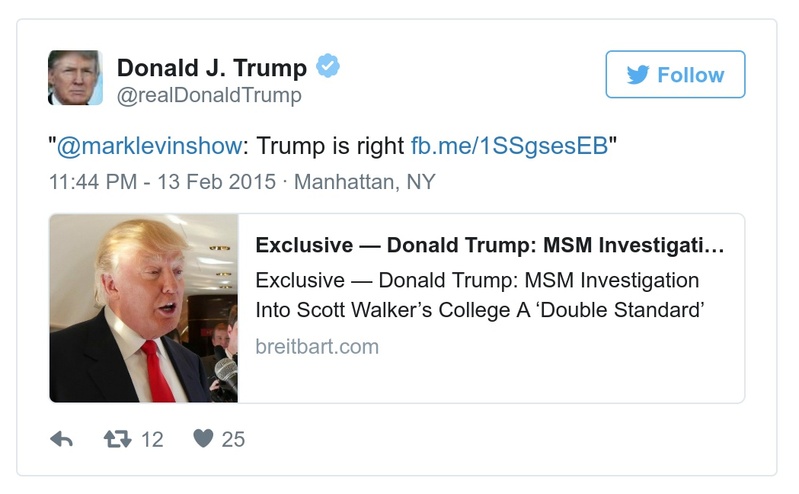 Donald J. Trump
@realDonaldTrump
Follow
"@marklevinshow: Trump is right fb.me/1SSgsesEB"
11:44 PM - 13 Feb 2015 · Manhattan, NY
Exclusive — Donald Trump: MSM Investigati…
Exclusive — Donald Trump: MSM Investigation
Into Scott Walker’s College A ‘Double Standard’
breitbart.com
12
25